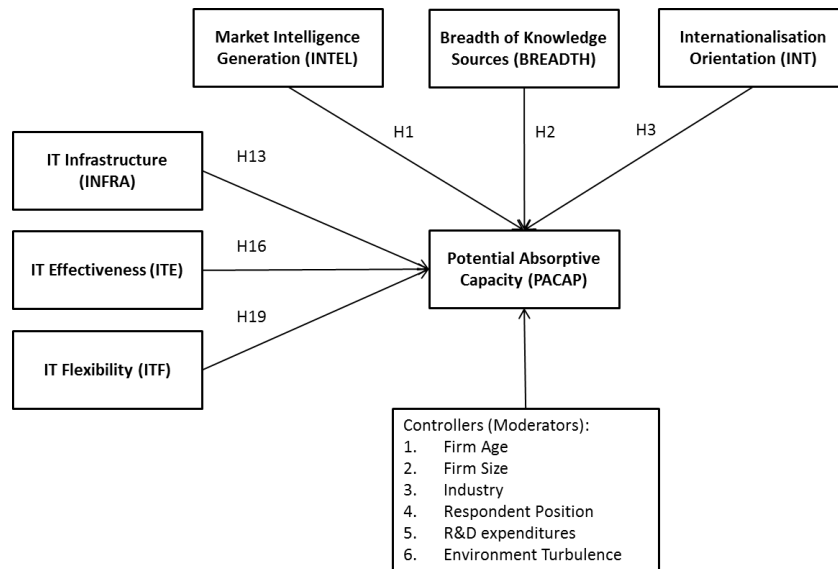 Market Intelligence
Generation (INTEL)
Breadth of Knowledge
Sources (BREADTH)
Internationalisation
Orientation (INT)
H1
H2
H3
IT Infrastructure
(INFRA)
H13
IT Effectiveness (ITE)
H16
IT Flexibility (ITF)
H19
Potential Absorptive
Capacity (PACAP)
Controllers (Moderators):
1. Firm Age
2. Firm Size
3. Industry
4. Respondent Position
5. R&D expenditures
6. Environment Turbulence